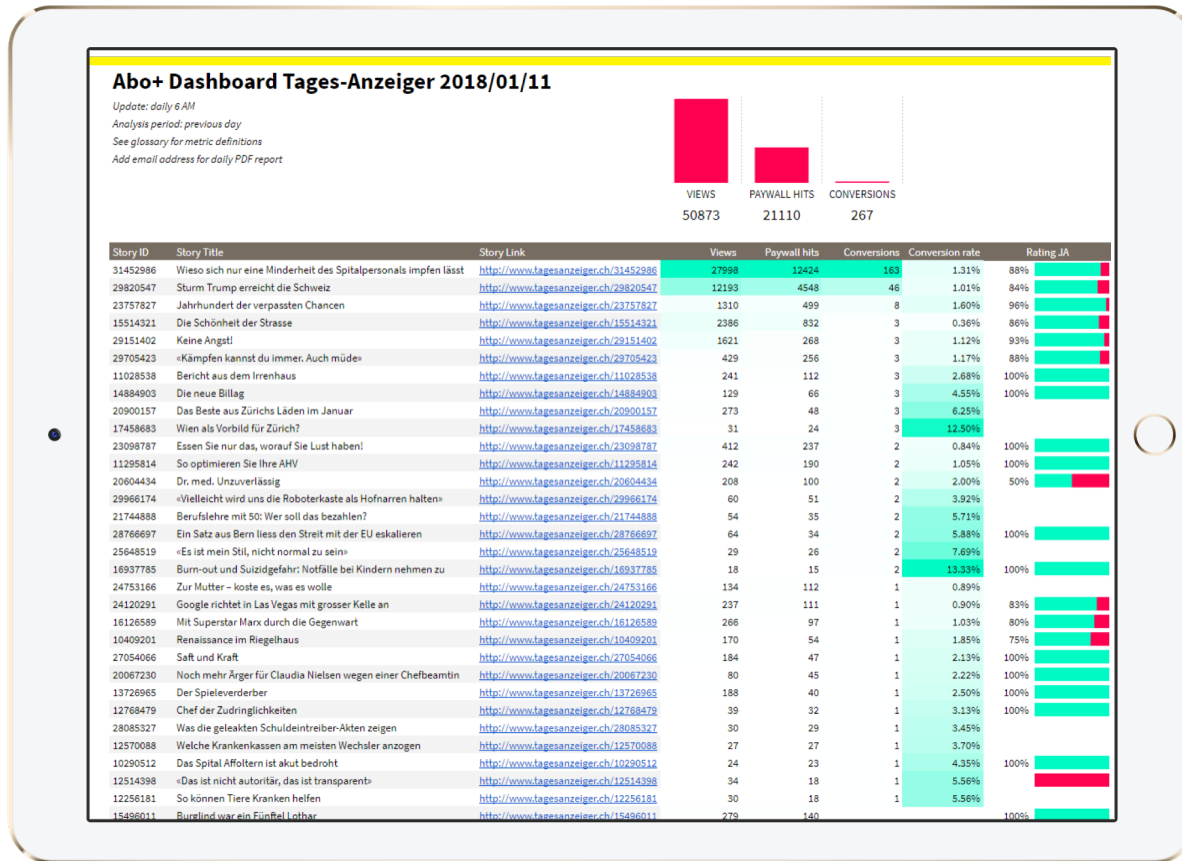 Abo+ Dashboard Tages-Anzeiger 2018/01/11
Update: daily 6 AM
Analysis period: previous day
See glossary for metric definitions
Add email address for daily PDF report
VIEWS PAYWALL HITS CONVERSIONS
50873 21110 267
Story ID Story Title Story Link Views Paywall hits Conversions Conversion rate Rating JA
31452986 Wieso sich nur eine Minderheit des Spitalpersonals impfen lässt http://www.tagesanzeiger.ch/31452986 27998 12424 163 1.31% 88%
29820547 Sturm Trump erreicht die Schweiz http://www.tagesanzeiger.ch/29820547 12193 4548 46 1.01% 84%
23757827 Jahrhundert der verpassten Chancen http://www.tagesanzeiger.ch/23757827 1310 499 8 1.60% 96%
15514321 Die Schönheit der Strasse http://www.tagesanzeiger.ch/15514321 2386 832 3 0.36% 86%
29151402 Keine Angst! http://www.tagesanzeiger.ch/29151402 1621 268 3 1.12% 93%
29705423 «Kämpfen kannst du immer. Auch müde» http://www.tagesanzeiger.ch/29705423 429 256 3 1.17% 88%
11028538 Bericht aus dem Irrenhaus http://www.tagesanzeiger.ch/11028538 241 112 3 2.68% 100%
14884903 Die neue Billag http://www.tagesanzeiger.ch/14884903 129 66 3 4.55% 100%
20900157 Das Beste aus Zürichs Läden im Januar http://www.tagesanzeiger.ch/20900157 273 48 3 6.25%
17458683 Wien als Vorbild für Zürich? http://www.tagesanzeiger.ch/17458683 31 24 3 12.50%
23098787 Essen Sie nur das, worauf Sie Lust haben! http://www.tagesanzeiger.ch/23098787 412 237 2 0.84% 100%
11295814 So optimieren Sie Ihre AHV http://www.tagesanzeiger.ch/11295814 242 190 2 1.05% 100%
20604434 Dr. med. Unzuverlässig http://www.tagesanzeiger.ch/20604434 208 100 2 2.00% 50%
29966174 «Vielleicht wird uns die Roboterkaste als Hofnarren halten» http://www.tagesanzeiger.ch/29966174 60 51 2 3.92%
21744888 Berufslehre mit 50: Wer soll das bezahlen? http://www.tagesanzeiger.ch/21744888 54 35 2 5.71%
28766697 Ein Satz aus Bern liess den Streit mit der EU eskalieren http://www.tagesanzeiger.ch/28766697 64 34 2 5.88% 100%
25648519 «Es ist mein Stil, nicht normal zu sein» http://www.tagesanzeiger.ch/25648519 29 26 2 7.69%
16937785 Burn-out und Suizidgefahr: Notfälle bei Kindern nehmen zu http://www.tagesanzeiger.ch/16937785 18 15 2 13.33% 100%
24753166 Zur Mutter – koste es, was es wolle http://www.tagesanzeiger.ch/24753166 134 112 1 0.89%
24120291 Google richtet in Las Vegas mit grosser Kelle an http://www.tagesanzeiger.ch/24120291 237 111 1 0.90% 83%
16126589 Mit Superstar Marx durch die Gegenwart http://www.tagesanzeiger.ch/16126589 266 97 1 1.03% 80%
10409201 Renaissance im Riegelhaus http://www.tagesanzeiger.ch/10409201 170 54 1 1.85% 75%
27054066 Saft und Kraft http://www.tagesanzeiger.ch/27054066 184 47 1 2.13% 100%
20067230 Noch mehr Ärger für Claudia Nielsen wegen einer Chefbeamtin http://www.tagesanzeiger.ch/20067230 80 45 1 2.22% 100%
13726965 Der Spieleverderber http://www.tagesanzeiger.ch/13726965 188 40 1 2.50% 100%
12768479 Chef der Zudringlichkeiten http://www.tagesanzeiger.ch/12768479 39 32 1 3.13% 100%
28085327 Was die geleakten Schuldeintreiber-Akten zeigen http://www.tagesanzeiger.ch/28085327 30 29 1 3.45%
12570088 Welche Krankenkassen am meisten Wechsler anzogen http://www.tagesanzeiger.ch/12570088 27 27 1 3.70%
10290512 Das Spital Affoltern ist akut bedroht http://www.tagesanzeiger.ch/10290512 24 23 1 4.35% 100%
12514398 «Das ist nicht autoritär, das ist transparent» http://www.tagesanzeiger.ch/12514398 34 18 1 5.56%
12256181 So können Tiere Kranken helfen http://www.tagesanzeiger.ch/12256181 30 18 1 5.56%
15496011 Burglind war ein Fünftel Lothar http://www.tagesanzeiger.ch/15496011 279 140 100%